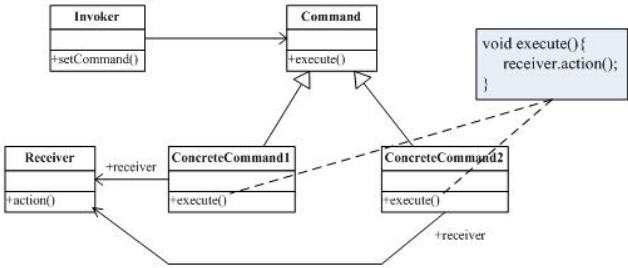 Invoker
+setCommand()
Command
+execute()
void execute(){
receiver.action();
}
Receiver
+action()
+receiver
ConcreteCommand1
+execute()
ConcreteCommand2
+execute()
+receiver